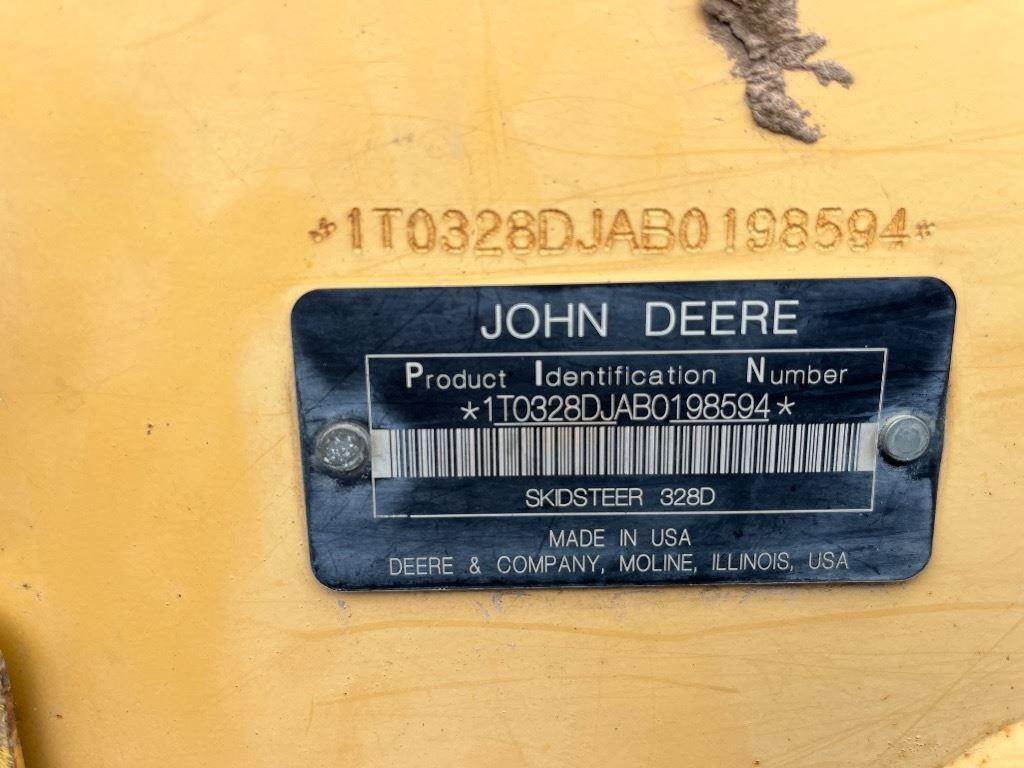 *1T0328DJAB0198594*
JOHN DEERE
Product Identification Number
*1T0328DJAB0198594*
SKIDSTEER 328D
MADE IN USA
DEERE & COMPANY, MOLINE, ILLINOIS, USA